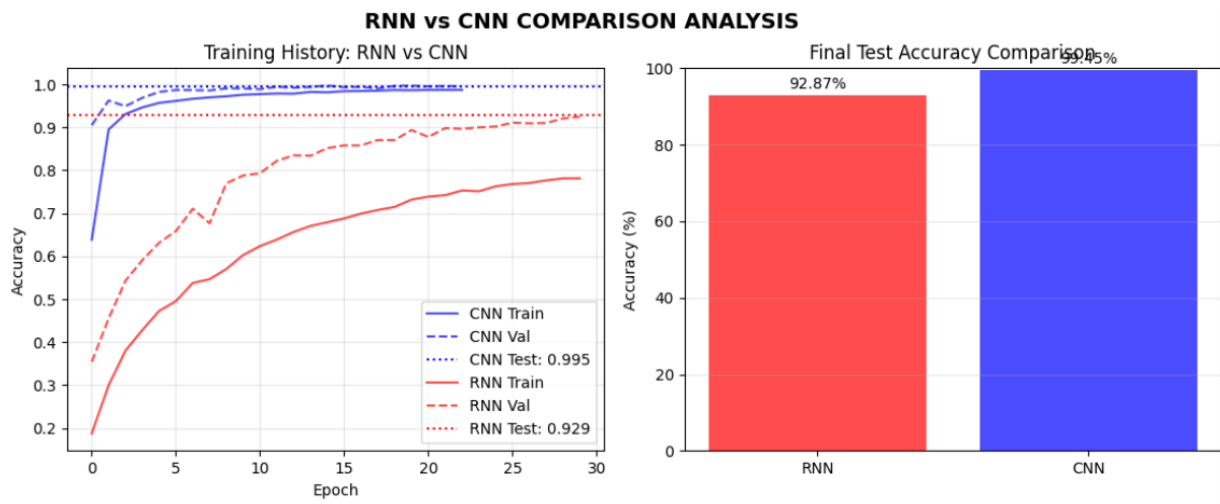 RNN vs CNN COMPARISON ANALYSIS
Training History: RNN vs CNN
1.0
0.9
0.8
0.7
0.6
0.5
0.4
0.3
0.2
Accuracy
0
5
10
15
20
25
30
Epoch
CNN Train
CNN Val
CNN Test: 0.995
RNN Train
RNN Val
RNN Test: 0.929
Final Test Accuracy Comparison
99.45%
92.87%
100
80
60
40
20
0
Accuracy (%)
RNN
CNN